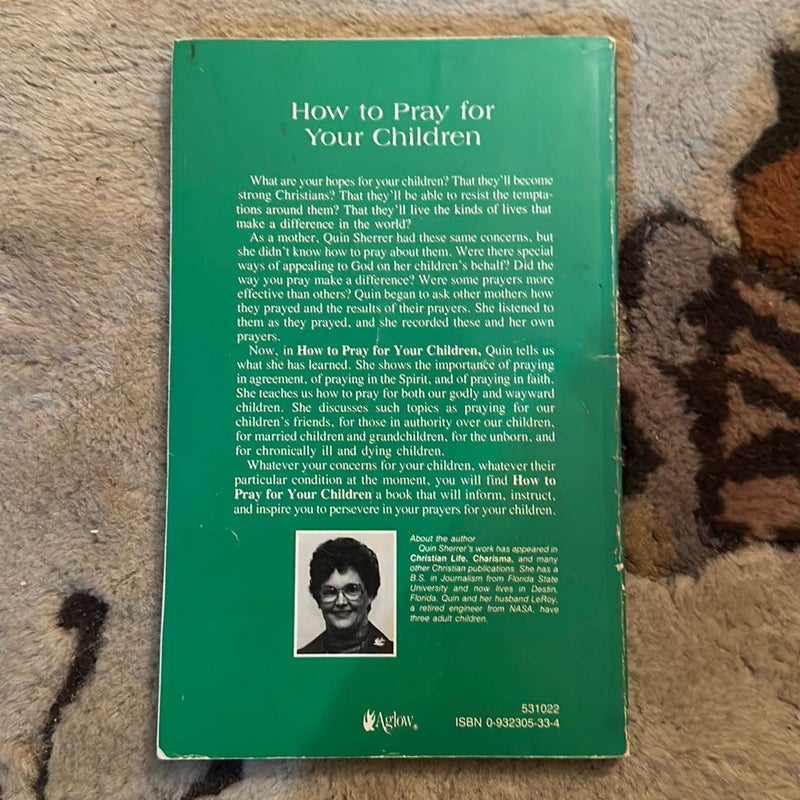 How to Pray for
Your Children
What are your hopes for your children? That they'll become
strong Christians? That they'll be able to resist the tempta-
tions around them? That they'll live the kinds of lives that
make a difference in the world?
As a mother, Quin Sherrer had these same concerns, but
she didn't know how to pray about them. Were there special
ways of appealing to God on her children's behalf? Did the
way you pray make a difference? Were some prayers more
effective than others? Quin began to ask other mothers how
they prayed and the results of their prayers. She listened to
them as they prayed, and she recorded these and her own
prayers.
Now, in How to Pray for Your Children, Quin tells us
what she has learned. She shows the importance of praying
in agreement, of praying in the Spirit, and of praying in faith.
She teaches us how to pray for both our godly and wayward
children. She discusses such topics as praying for our
children's friends, for those in authority over our children,
for married children and grandchildren, for the unborn, and
for chronically ill and dying children.
Whatever your concerns for your children, whatever their
particular condition at the moment, you will find How to
Pray for Your Children a book that will inform, instruct,
and inspire you to persevere in your prayers for your children.
About the author
Quin Sherrer's work has appeared in
Christian Life, Charisma, and many
other Christian publications. She has a
B.S. in Journalism from Florida State
University and now lives in Destin,
Florida. Quin and her husband LeRoy,
a retired engineer from NASA, have
three adult children.
Aglow®
531022
ISBN 0-932305-33-4